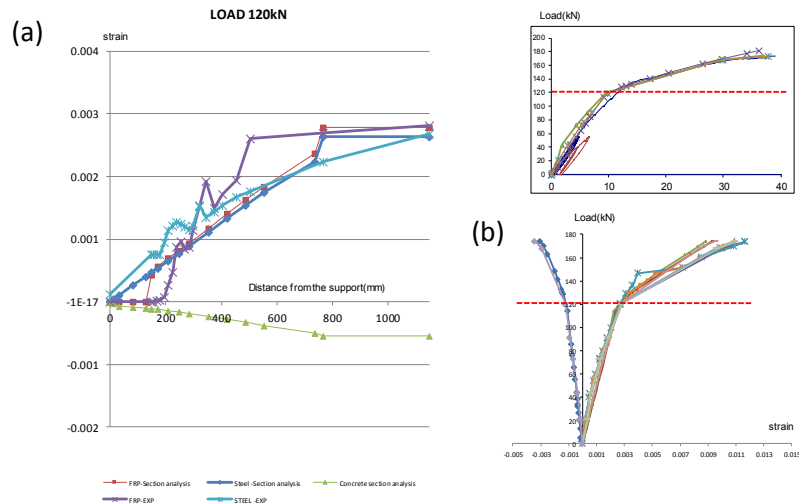 (a)
LOAD 120kN
strain
0.004
0.003
0.002
0.001
-1E-17
-0.001
-0.002
0 200 400 600 800 1000
Distance from the support(mm)
FRP-Section analysis
Steel -Section analysis
Concrete section analysis
FRP-EXP
STEEL -EXP
Load(kN)
200
180
160
140
120
100
80
60
40
20
0
0 10 20 30 40
(b)
Load(kN)
180
160
140
120
100
80
60
40
20
0
-0.005 -0.003 -0.001 0.001 0.003 0.005 0.007 0.009 0.011 0.013 0.015
strain